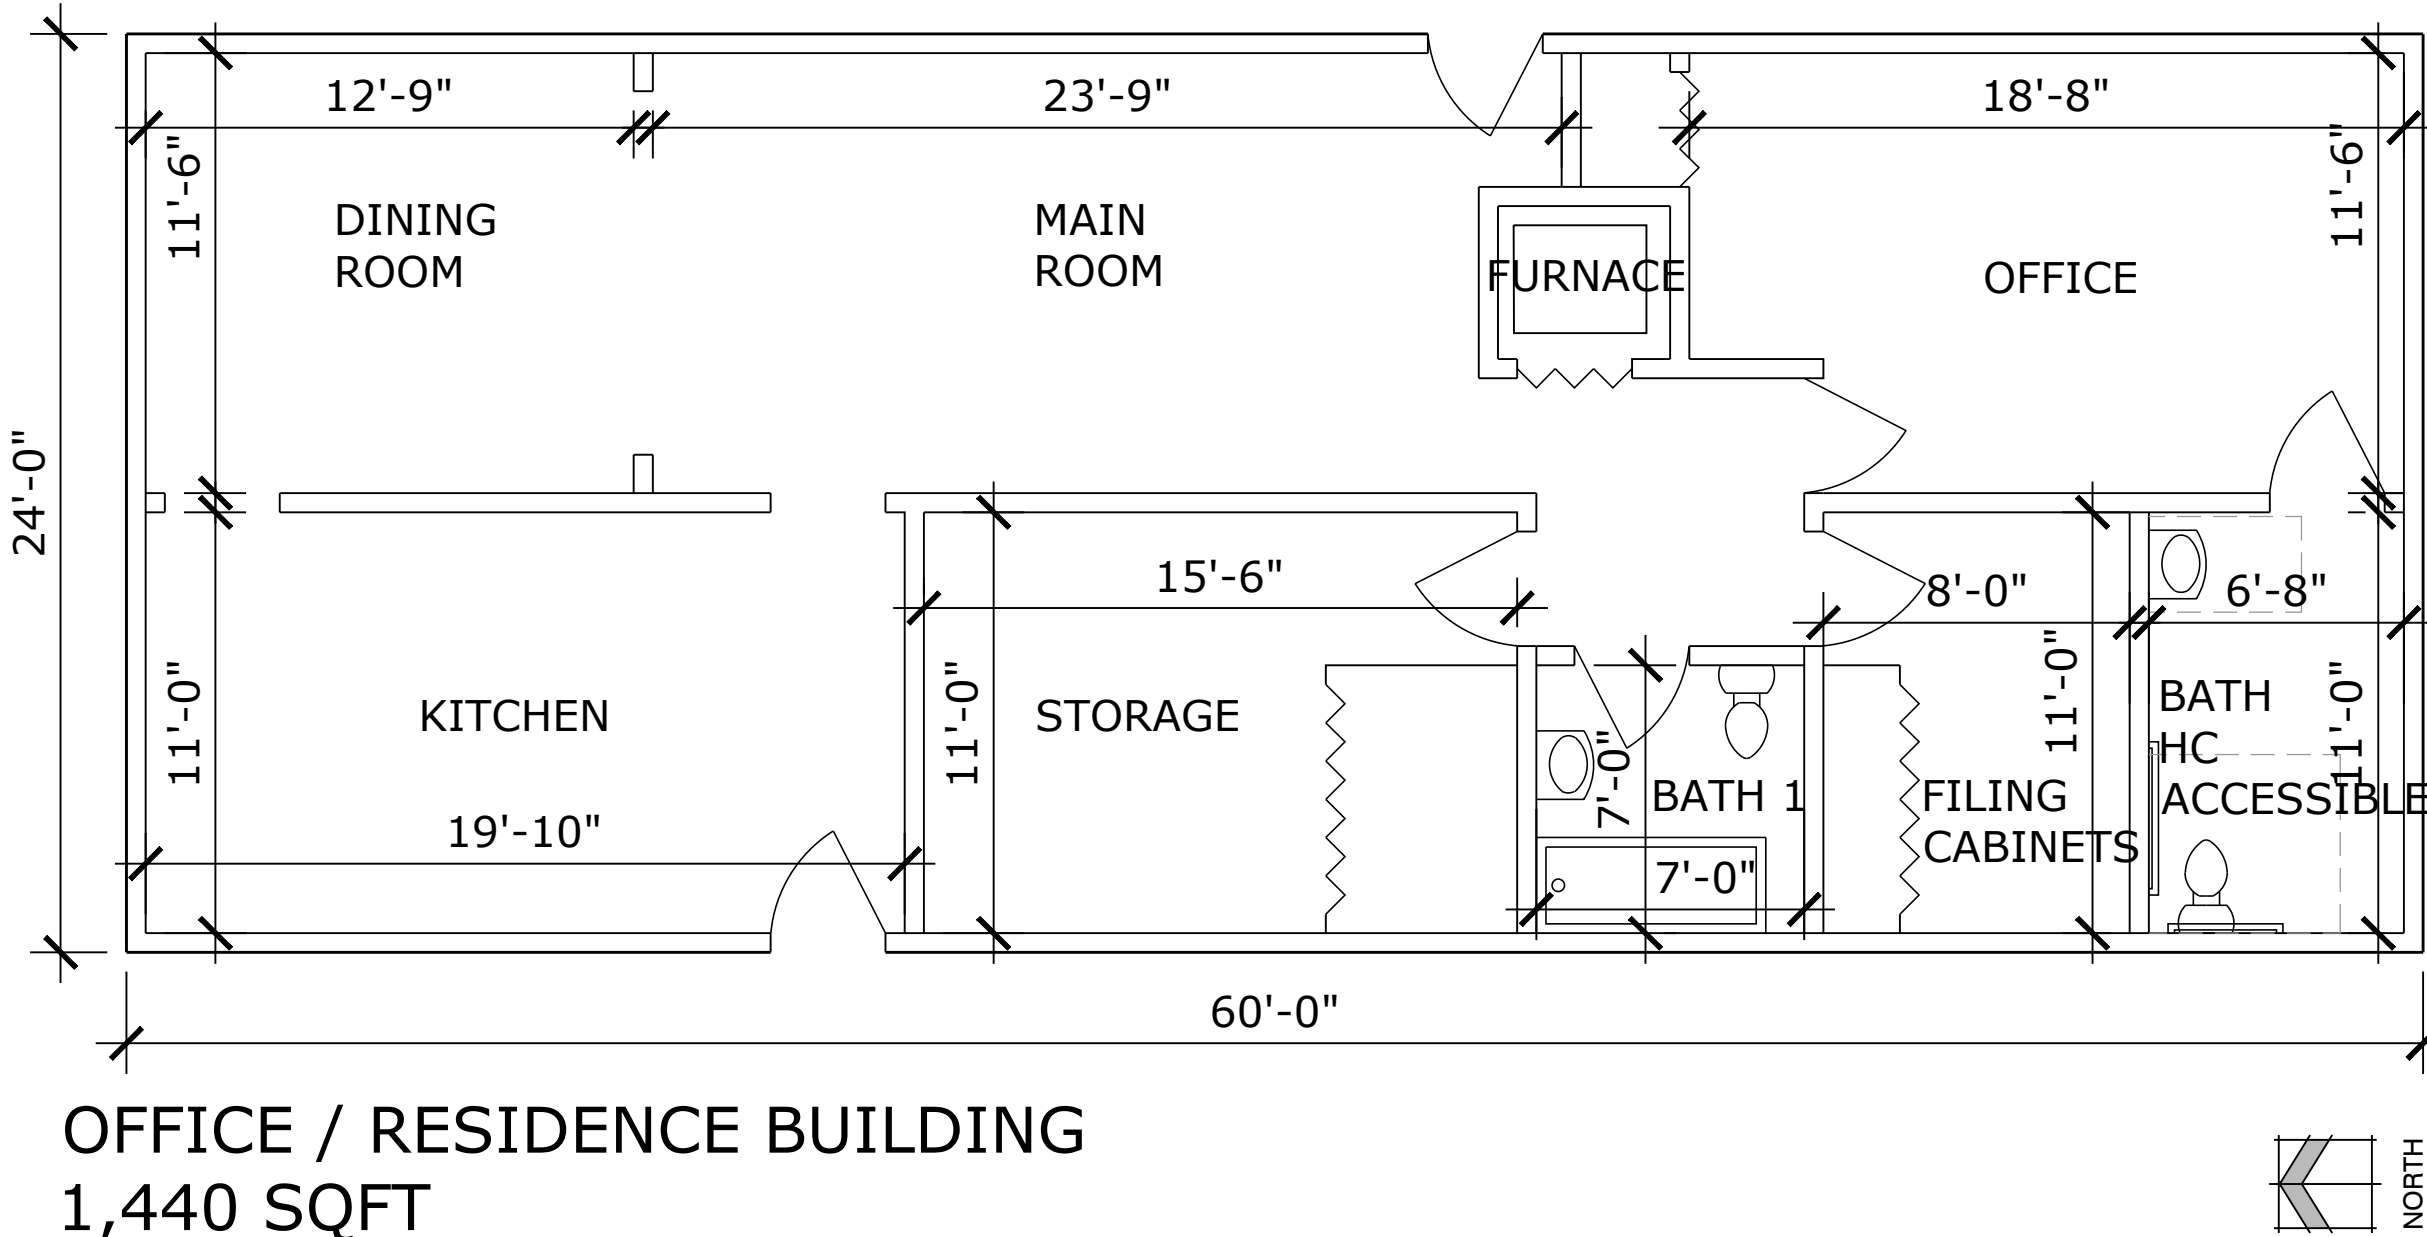 12'-9"
23'-9"
18'-8"
11'-6"
11'-6"
DINING
ROOM
MAIN
ROOM
FURNACE
OFFICE
24'-0"
15'-6"
8'-0"
6'-8"
11'-0"
KITCHEN
11'-0"
STORAGE
7'-0"
BATH 1
11'-0"
FILING
CABINETS
BATH
HC
ACCESSIBLE
11'-0"
19'-10"
7'-0"
60'-0"
OFFICE / RESIDENCE BUILDING
1,440 SQFT
NORTH